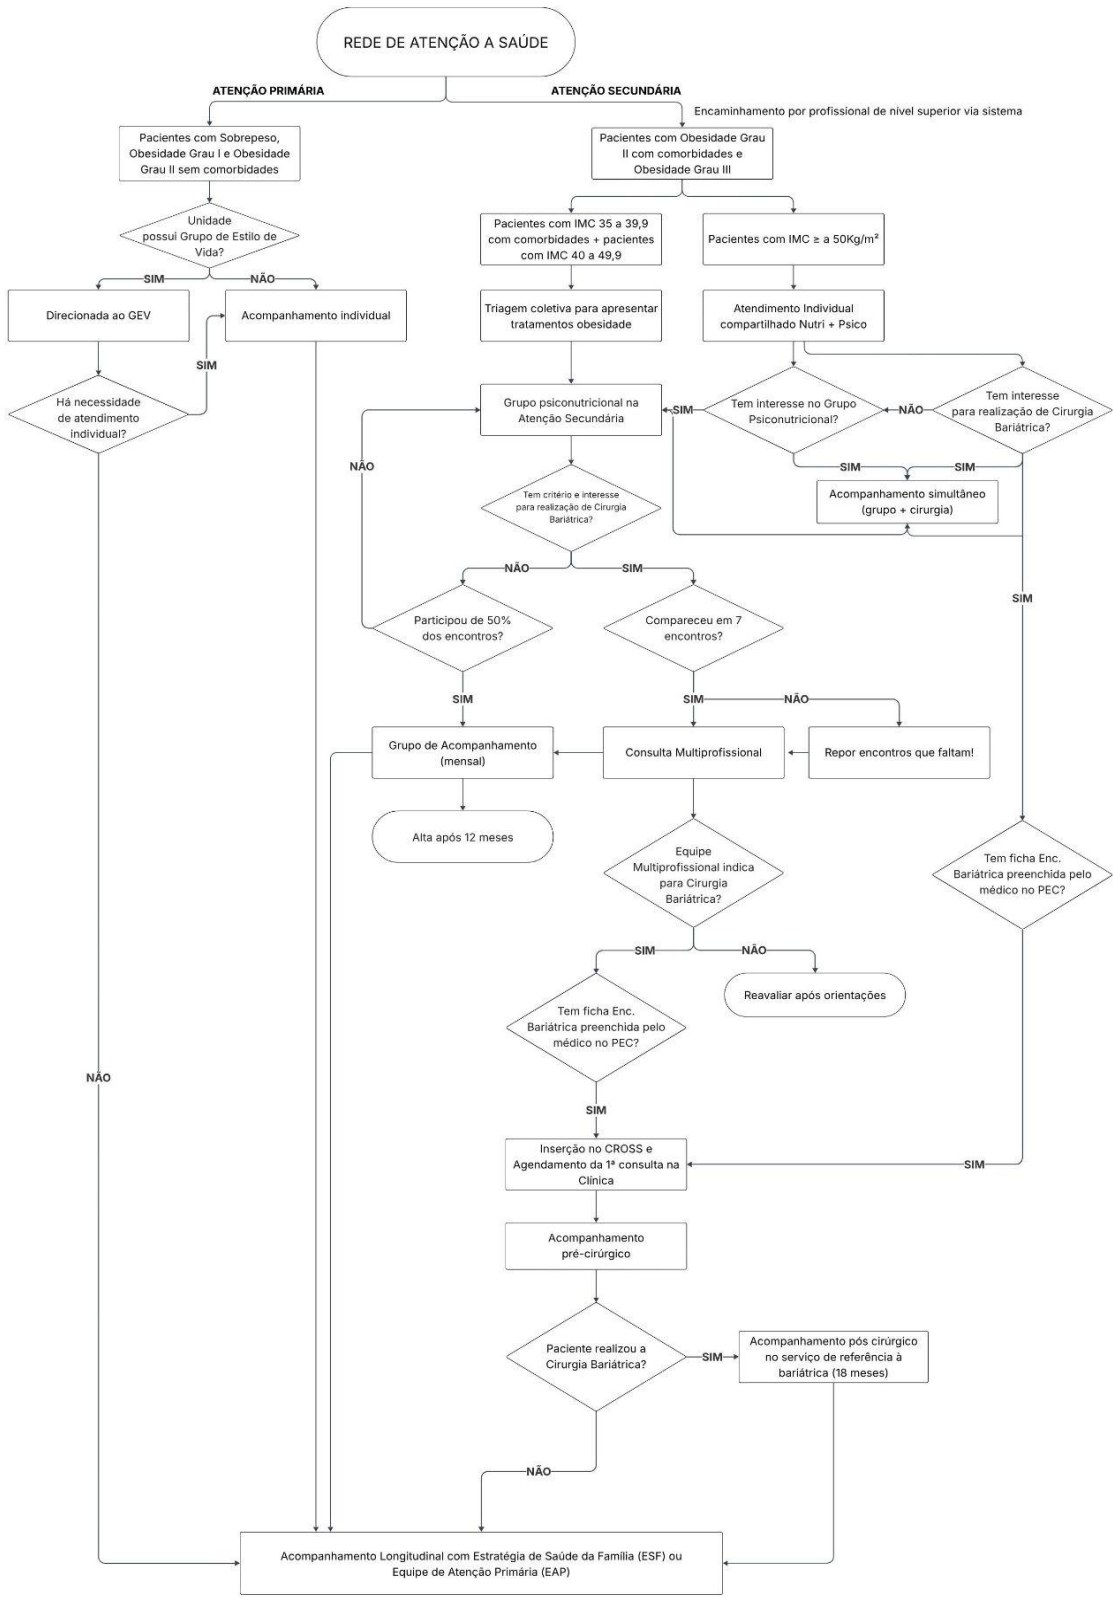 REDE DE ATENÇÃO A SAÚDE
ATENÇÃO PRIMÁRIA
ATENÇÃO SECUNDÁRIA
Encaminhamento por profissional de nível superior via sistema
Pacientes com Sobrepeso,
Obesidade Grau I e Obesidade
Grau II sem comorbidades
Pacientes com Obesidade Grau
II com comorbidades e
Obesidade Grau III
Unidade
possui Grupo de Estilo de
Vida?
Pacientes com IMC 35 a 39,9
com comorbidades + pacientes
com IMC 40 a 49,9
Pacientes com IMC ≥ a 50Kg/m²
SIM
NÃO
Direcionada ao GEV
Acompanhamento individual
Triagem coletiva para apresentar
tratamentos obesidade
Atendimento Individual
compartilhado Nutri + Psico
SIM
Há necessidade
de atendimento
individual?
Grupo psiconutricional na
Atenção Secundária
SIM
Tem interesse no Grupo
Psiconutricional?
NÃO
Tem interesse
para realização de Cirurgia
Bariátrica?
NÃO
SIM
SIM
Tem critério e interesse
para realização de Cirurgia
Bariátrica?
Acompanhamento simultâneo
(grupo + cirurgia)
NÃO
SIM
SIM
Participou de 50%
dos encontros?
Compareceu em 7
encontros?
SIM
SIM
NÃO
Grupo de Acompanhamento
(mensal)
Consulta Multiprofissional
Repor encontros que faltam!
Alta após 12 meses
Equipe
Multiprofissional indica
para Cirurgia
Bariátrica?
Tem ficha Enc.
Bariátrica preenchida pelo
médico no PEC?
SIM
NÃO
Reavaliar após orientações
Tem ficha Enc.
Bariátrica preenchida pelo
médico no PEC?
NÃO
SIM
Inserção no CROSS e
Agendamento da 1ª consulta na
Clínica
SIM
Acompanhamento
pré-cirúrgico
Paciente realizou a
Cirurgia Bariátrica?
SIM
Acompanhamento pós cirúrgico
no serviço de referência à
bariátrica (18 meses)
NÃO
Acompanhamento Longitudinal com Estratégia de Saúde da Família (ESF) ou
Equipe de Atenção Primária (EAP)